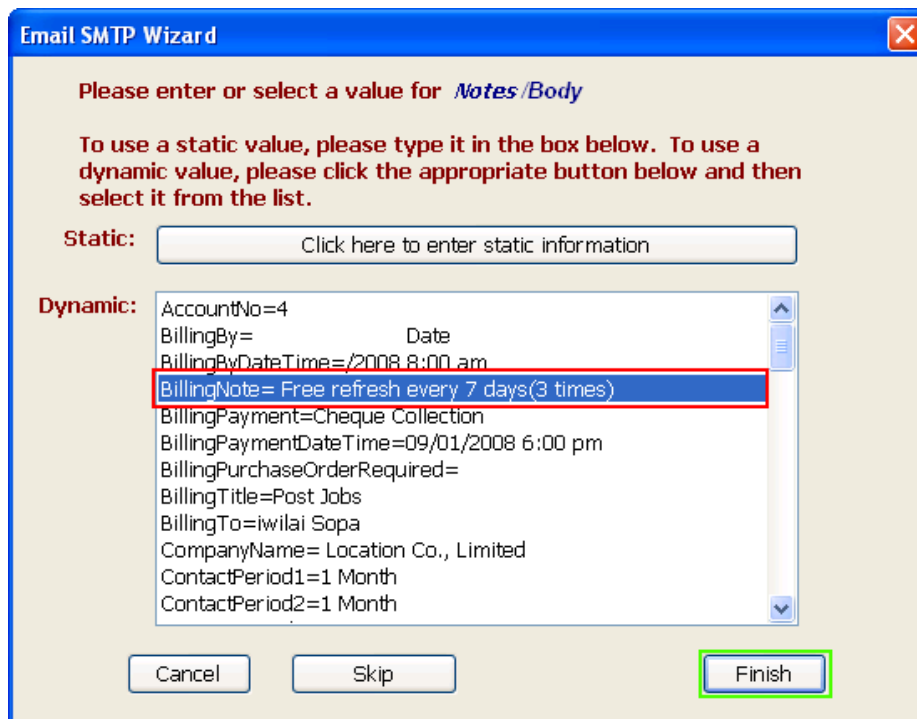 Email SMTP Wizard
Please enter or select a value for Notes/Body
To use a static value, please type it in the box below. To use a
dynamic value, please click the appropriate button below and then
select it from the list.
Static: Click here to enter static information
Dynamic:
AccountNo=4
BillingBy= Date
BillingByDateTime=/2008 8:00 am
BillingNote= Free refresh every 7 days(3 times)
BillingPayment=Cheque Collection
BillingPaymentDateTime=09/01/2008 6:00 pm
BillingPurchaseOrderRequired=
BillingTitle=Post Jobs
BillingTo=iwilai Sopa
CompanyName= Location Co., Limited
ContactPeriod1=1 Month
ContactPeriod2=1 Month
Cancel Skip Finish